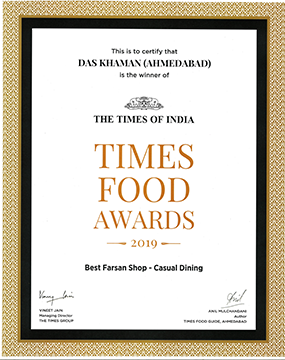 This is to certify that
DAS KHAMAN (AHMEDABAD)
is the winner of
THE TIMES OF INDIA
TIMES
FOOD
AWARDS
2019
Best Farsan Shop - Casual Dining
Vineet Jain
VINEET JAIN
Managing Director
THE TIMES GROUP
ANIL MULCHANDANI
Author
TIMES FOOD GUIDE, AHMEDABAD